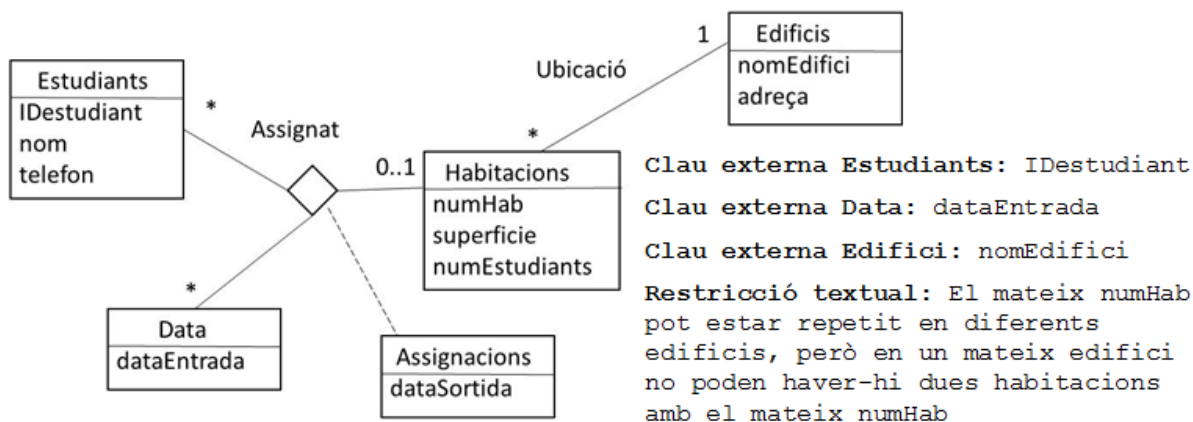 Estudiants
IDestudiant
nom
telefon
*
Assignat
0..1
*
Data
dataEntrada
Assignacions
dataSortida
Habitacions
numHab
superficie
numEstudiants
*
Ubicació
1
Edificis
nomEdifici
adreça
Clau externa Estudiants: IDestudiant
Clau externa Data: dataEntrada
Clau externa Edifici: nomEdifici
Restricció textual: El mateix numHab
pot estar repetit en diferents
edificis, però en un mateix edifici
no poden haver-hi dues habitacions
amb el mateix numHab